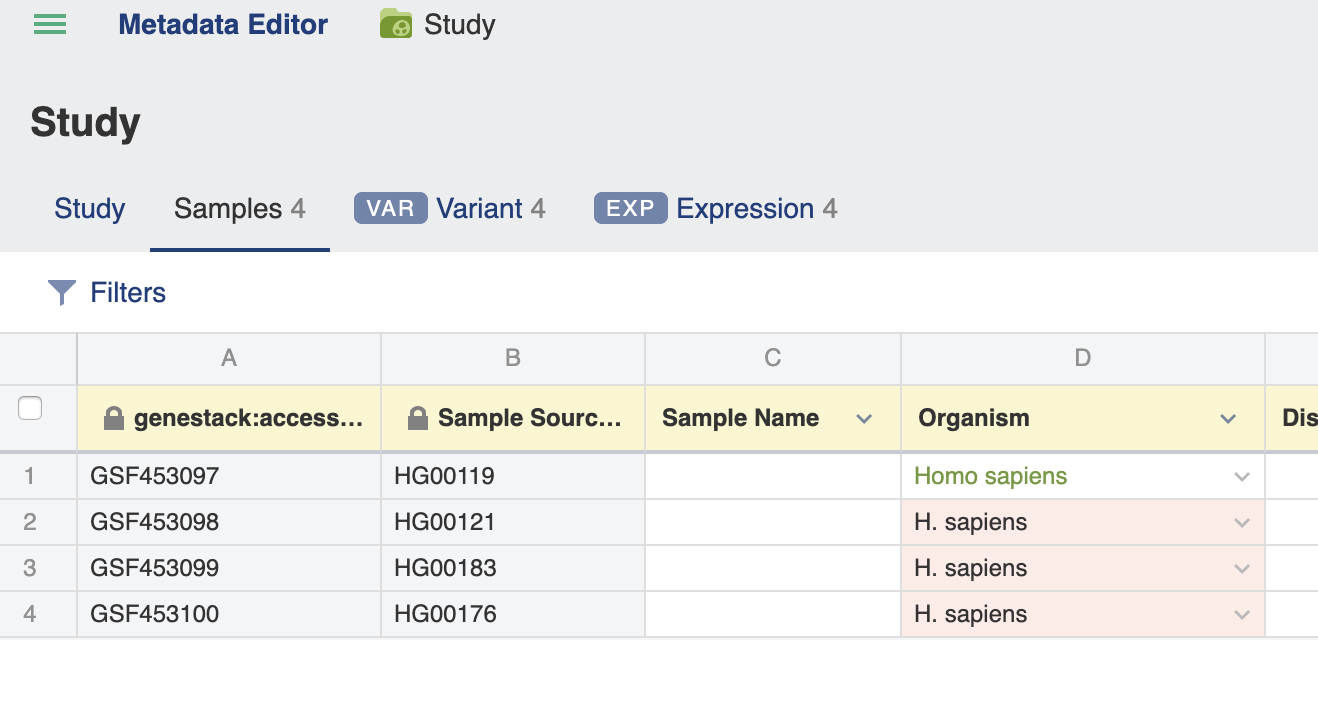 Metadata Editor Study
Study
Study Samples 4 VAR Variant 4 EXP Expression 4
Filters
A B C D
genestack:access... Sample Sourc... Sample Name Organism Dis
1 GSF453097 HG00119 Homo sapiens
2 GSF453098 HG00121 H. sapiens
3 GSF453099 HG00183 H. sapiens
4 GSF453100 HG00176 H. sapiens